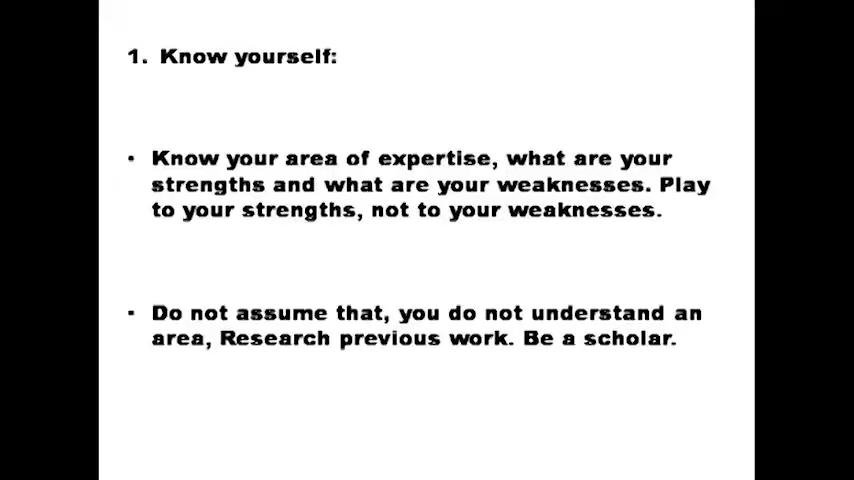 1. Know yourself:
• Know your area of expertise, what are your
strengths and what are your weaknesses. Play
to your strengths, not to your weaknesses.
• Do not assume that, you do not understand an
area, Research previous work. Be a scholar.